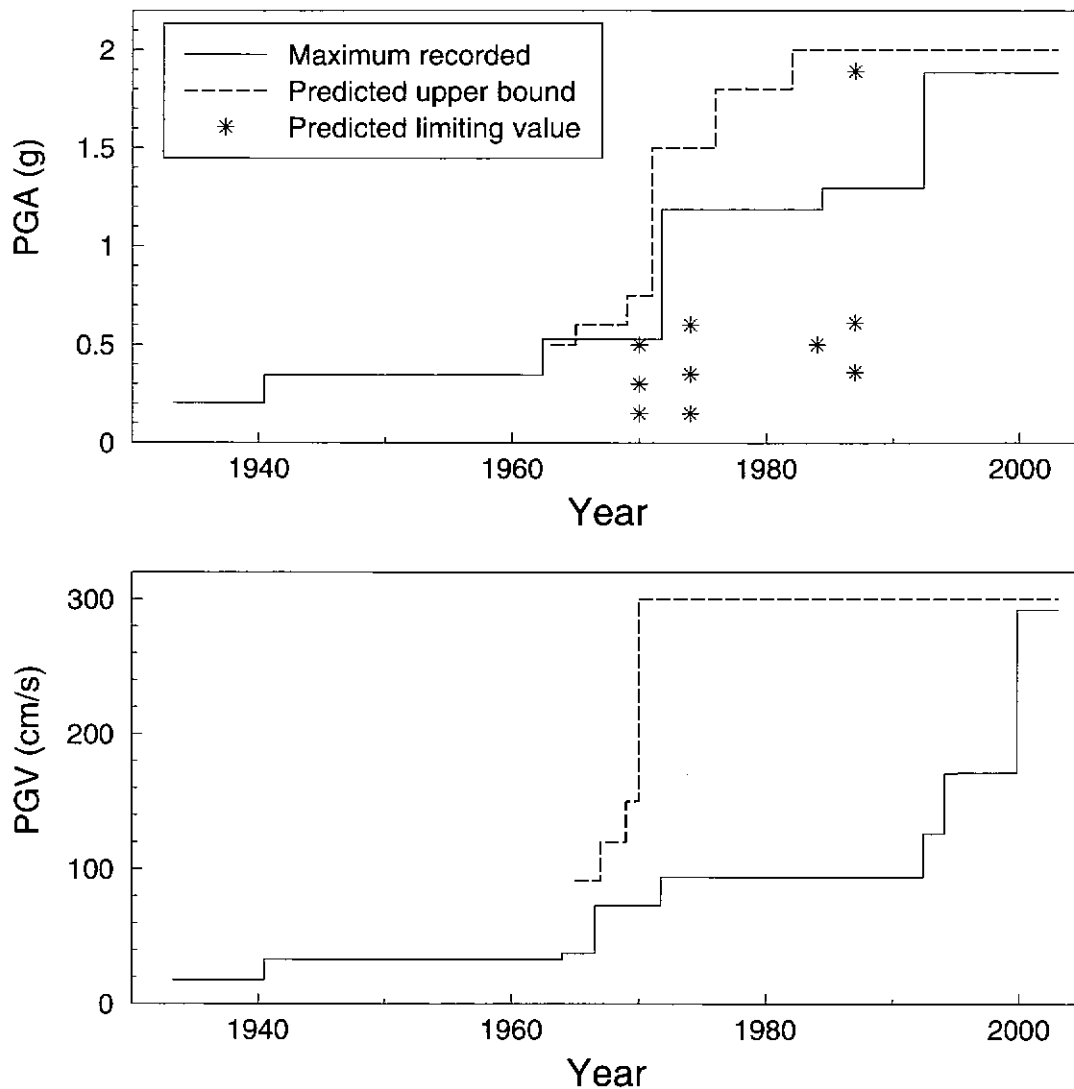 Maximum recorded
Predicted upper bound
Predicted limiting value
PGA (g)
2
1.5
1
0.5
0
1940 1960 1980 2000
Year
PGV (cm/s)
300
200
100
0
1940 1960 1980 2000
Year